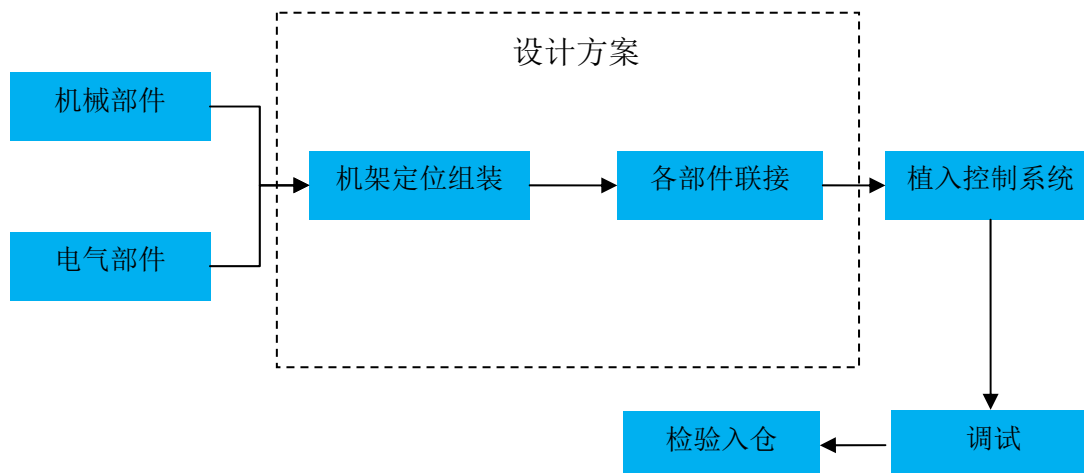 设计方案
机械部件
机架定位组装
各部件联接
植入控制系统
电气部件
检验入仓
调试